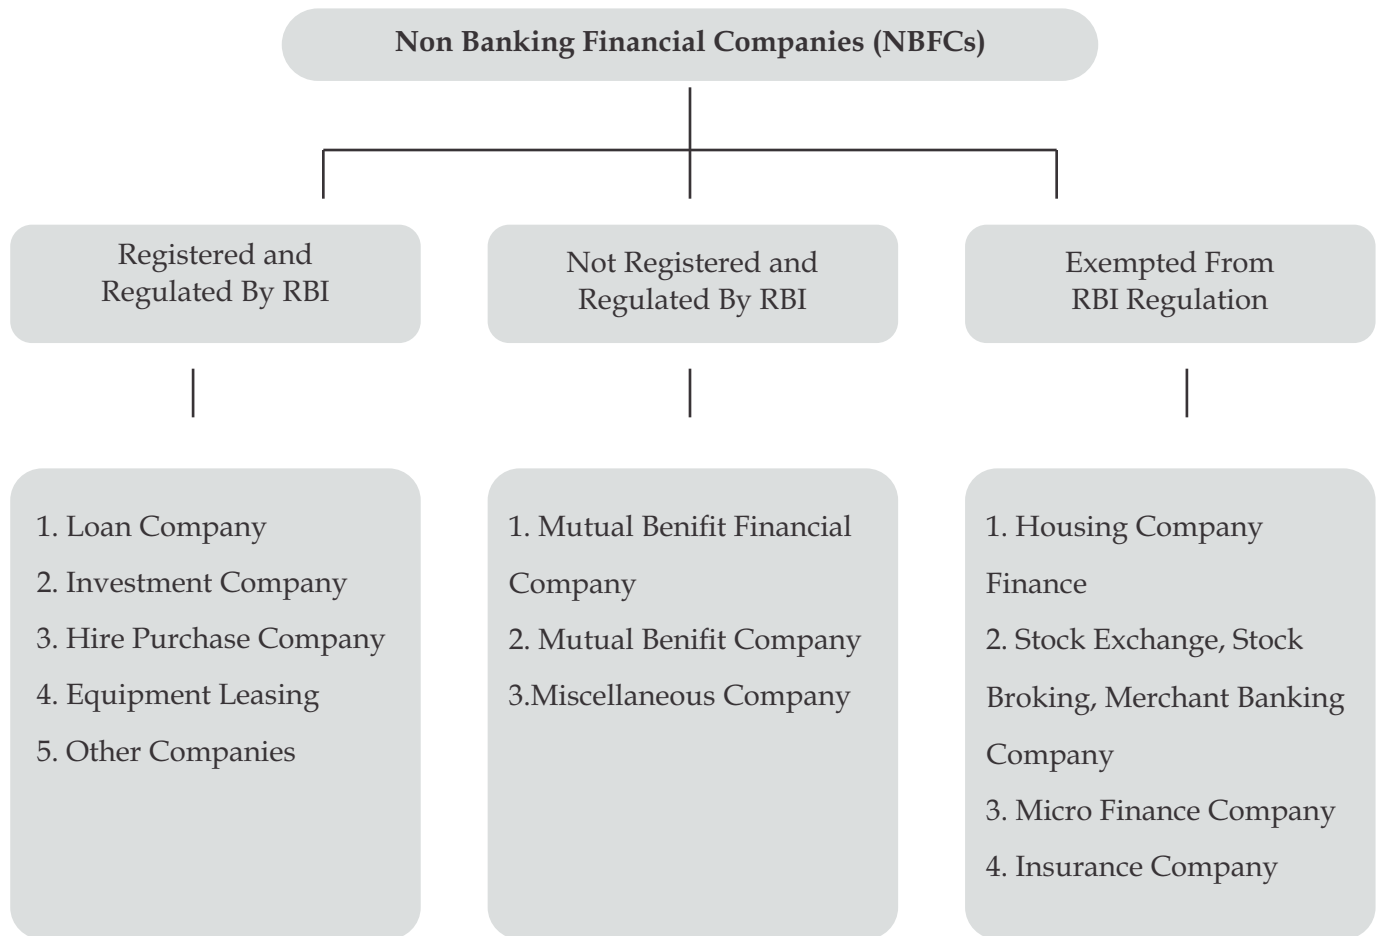 Non Banking Financial Companies (NBFCs)
Registered and
Regulated By RBI
Not Registered and
Regulated By RBI
Exempted From
RBI Regulation
1. Loan Company
2. Investment Company
3. Hire Purchase Company
4. Equipment Leasing
5. Other Companies
1. Mutual Benifit Financial
Company
2. Mutual Benifit Company
3.Miscellaneous Company
1. Housing Company
Finance
2. Stock Exchange, Stock
Broking, Merchant Banking
Company
3. Micro Finance Company
4. Insurance Company